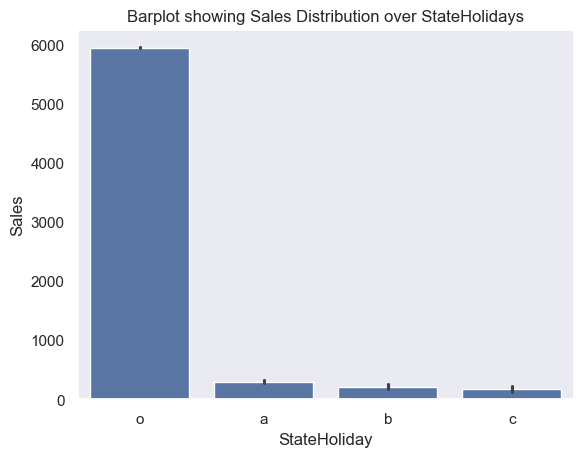 Barplot showing Sales Distribution over StateHolidays
6000
5000
4000
3000
2000
1000
0
Sales
o
a
b
c
StateHoliday